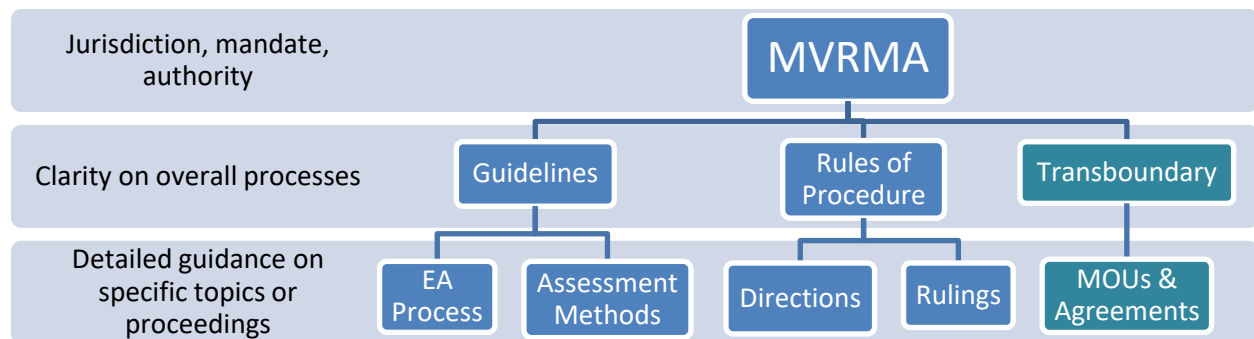 Jurisdiction, mandate,
authority
MVRMA
Clarity on overall processes
Guidelines
Rules of
Procedure
Transboundary
Detailed guidance on
specific topics or
proceedings
EA
Process
Assessment
Methods
Directions
Rulings
MOUs &
Agreements